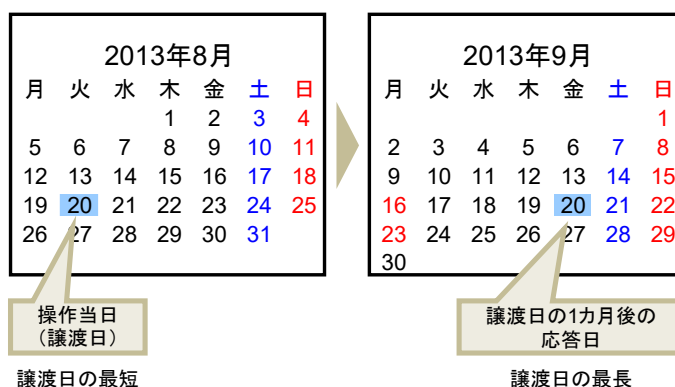 2013年8月
月 火 水 木 金 土 日
1 2 3 4
5 6 7 8 9 10 11
12 13 14 15 16 17 18
19 20 21 22 23 24 25
26 27 28 29 30 31
操作当日
（譲渡日）
譲渡日の最短
2013年9月
月 火 水 木 金 土 日
1
2 3 4 5 6 7 8
9 10 11 12 13 14 15
16 17 18 19 20 21 22
23 24 25 26 27 28 29
30
譲渡日の1カ月後の
応答日
譲渡日の最長